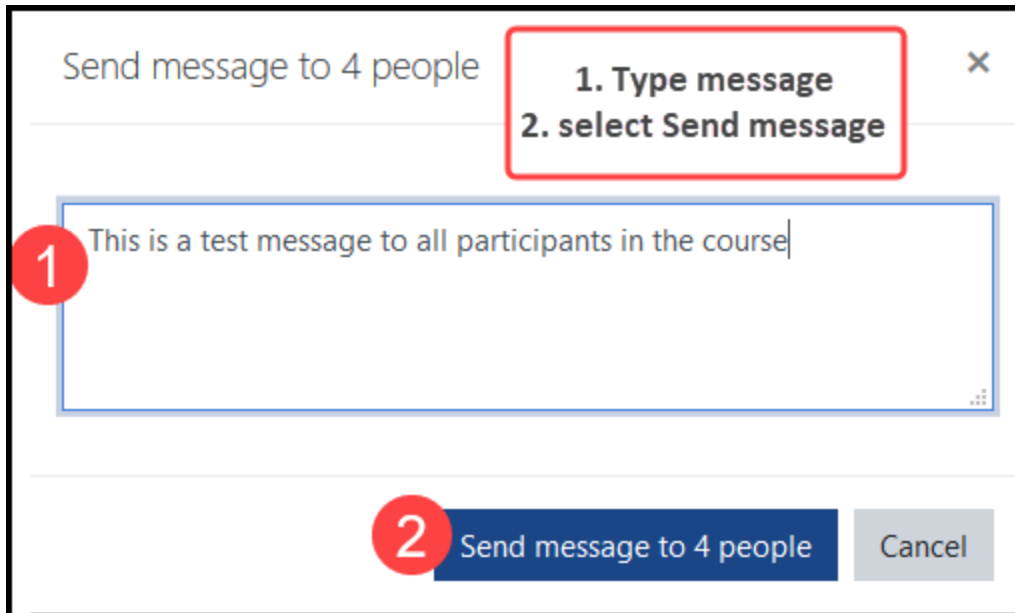 Send message to 4 people
1. Type message
2. select Send message
×
1
This is a test message to all participants in the course
2
Send message to 4 people
Cancel